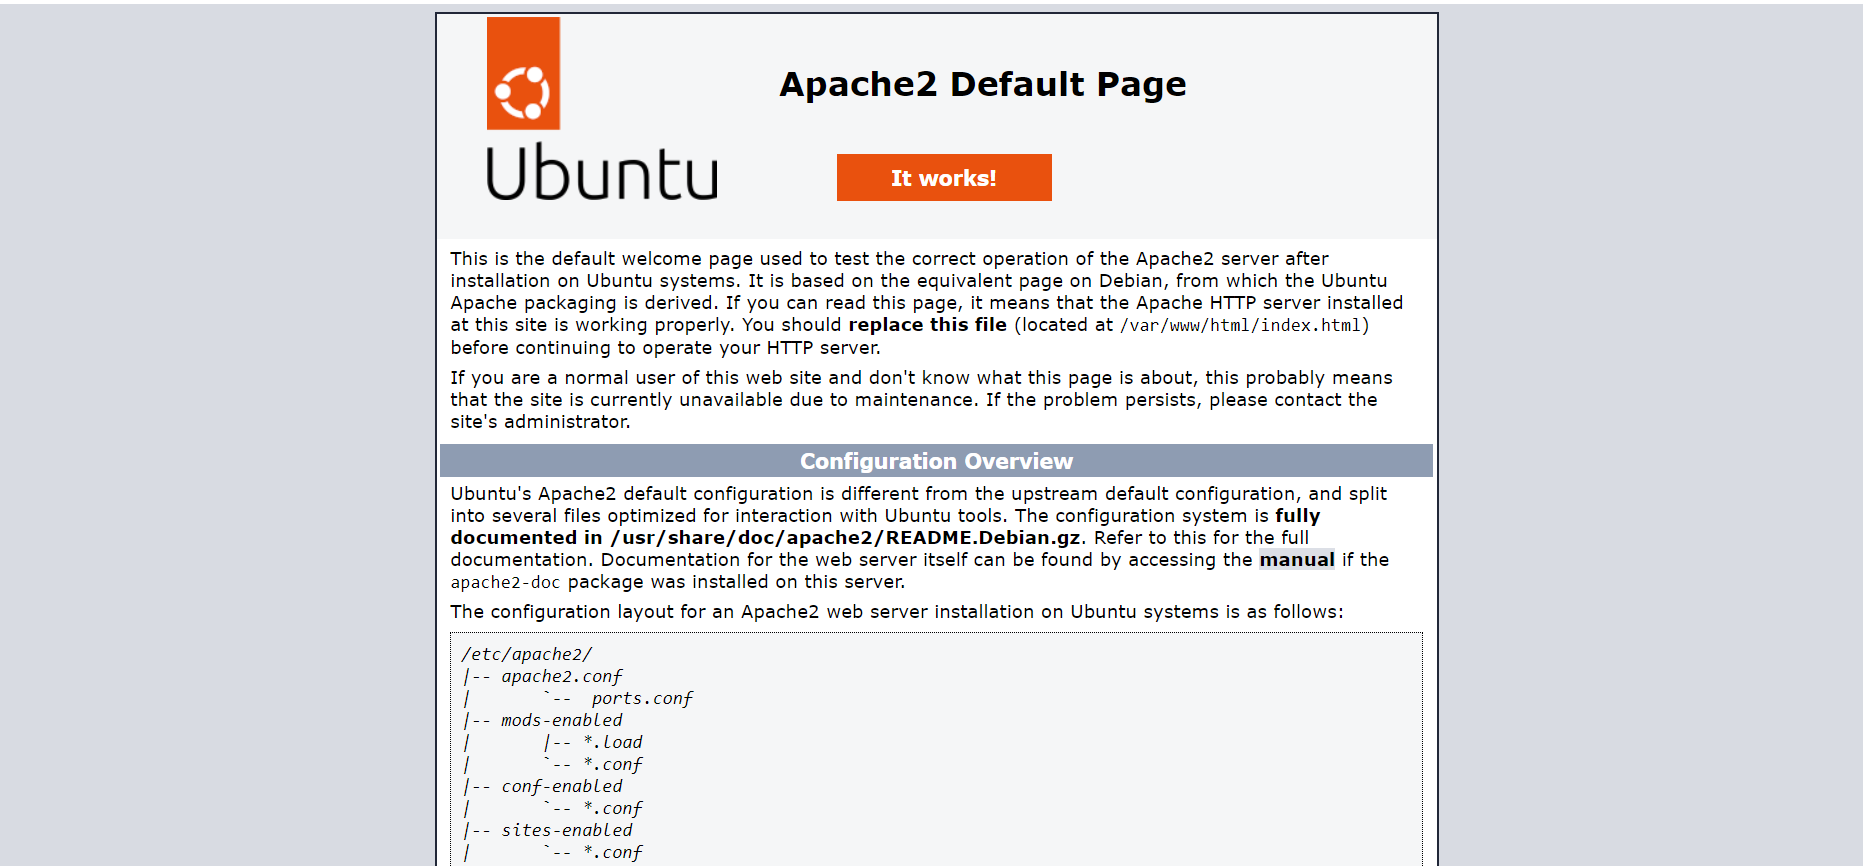 Ubuntu
Apache2 Default Page
It works!
This is the default welcome page used to test the correct operation of the Apache2 server after
installation on Ubuntu systems. It is based on the equivalent page on Debian, from which the Ubuntu
Apache packaging is derived. If you can read this page, it means that the Apache HTTP server installed
at this site is working properly. You should replace this file (located at /var/www/html/index.html)
before continuing to operate your HTTP server.
If you are a normal user of this web site and don't know what this page is about, this probably means
that the site is currently unavailable due to maintenance. If the problem persists, please contact the
site's administrator.
Configuration Overview
Ubuntu's Apache2 default configuration is different from the upstream default configuration, and split
into several files optimized for interaction with Ubuntu tools. The configuration system is fully
documented in /usr/share/doc/apache2/README.Debian.gz. Refer to this for the full
documentation. Documentation for the web server itself can be found by accessing the manual if the
apache2-doc package was installed on this server.
The configuration layout for an Apache2 web server installation on Ubuntu systems is as follows:
/etc/apache2/
|-- apache2.conf
|       `--  ports.conf
|-- mods-enabled
|       |-- *.load
|       `-- *.conf
|-- conf-enabled
|       `-- *.conf
|-- sites-enabled
|       `-- *.conf